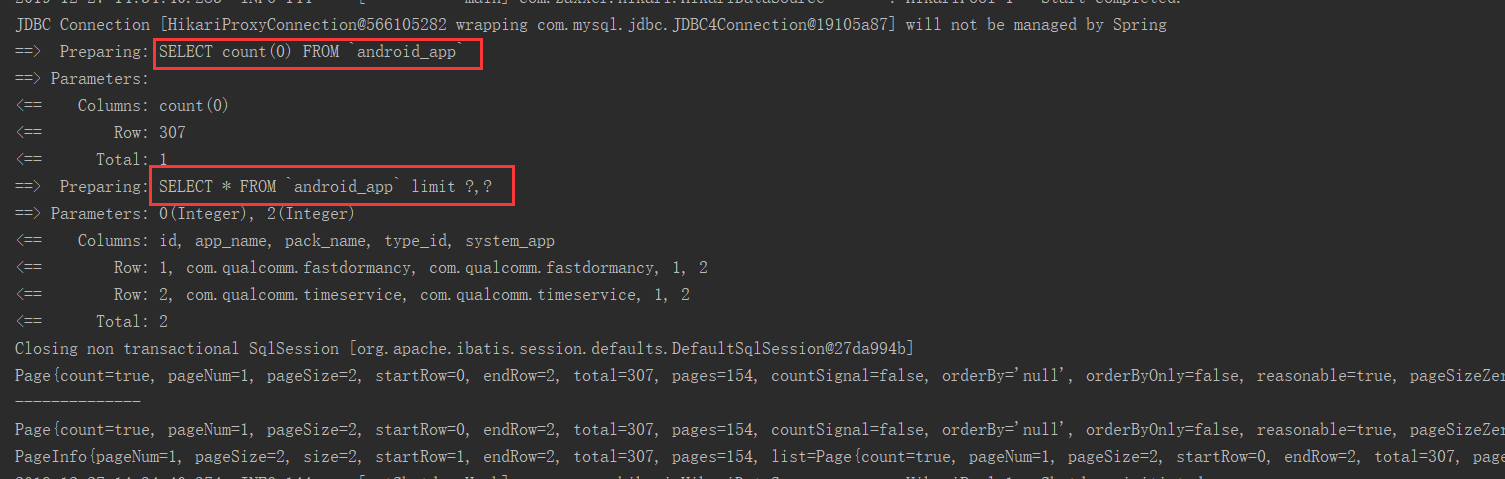 JDBC Connection [HikariProxyConnection@566105282 wrapping com.mysql.jdbc.JDBC4Connection@19105a87] will not be managed by Spring
==>  Preparing: SELECT count(0) FROM `android_app`
==> Parameters:
<==    Columns: count(0)
<==        Row: 307
<==      Total: 1
==>  Preparing: SELECT * FROM `android_app` limit ?,?
==> Parameters: 0(Integer), 2(Integer)
<==    Columns: id, app_name, pack_name, type_id, system_app
<==        Row: 1, com.qualcomm.fastdormancy, com.qualcomm.fastdormancy, 1, 2
<==        Row: 2, com.qualcomm.timeservice, com.qualcomm.timeservice, 1, 2
<==      Total: 2
Closing non transactional SqlSession [org.apache.ibatis.session.defaults.DefaultSqlSession@27da994b]
Page{count=true, pageNum=1, pageSize=2, startRow=0, endRow=2, total=307, pages=154, countSignal=false, orderBy='null', orderByOnly=false, reasonable=true, pageSizeZer
--------------
Page{count=true, pageNum=1, pageSize=2, startRow=0, endRow=2, total=307, pages=154, countSignal=false, orderBy='null', orderByOnly=false, reasonable=true, pageSizeZer
PageInfo{pageNum=1, pageSize=2, size=2, startRow=1, endRow=2, total=307, pages=154, list=Page{count=true, pageNum=1, pageSize=2, startRow=0, endRow=2, total=307, page